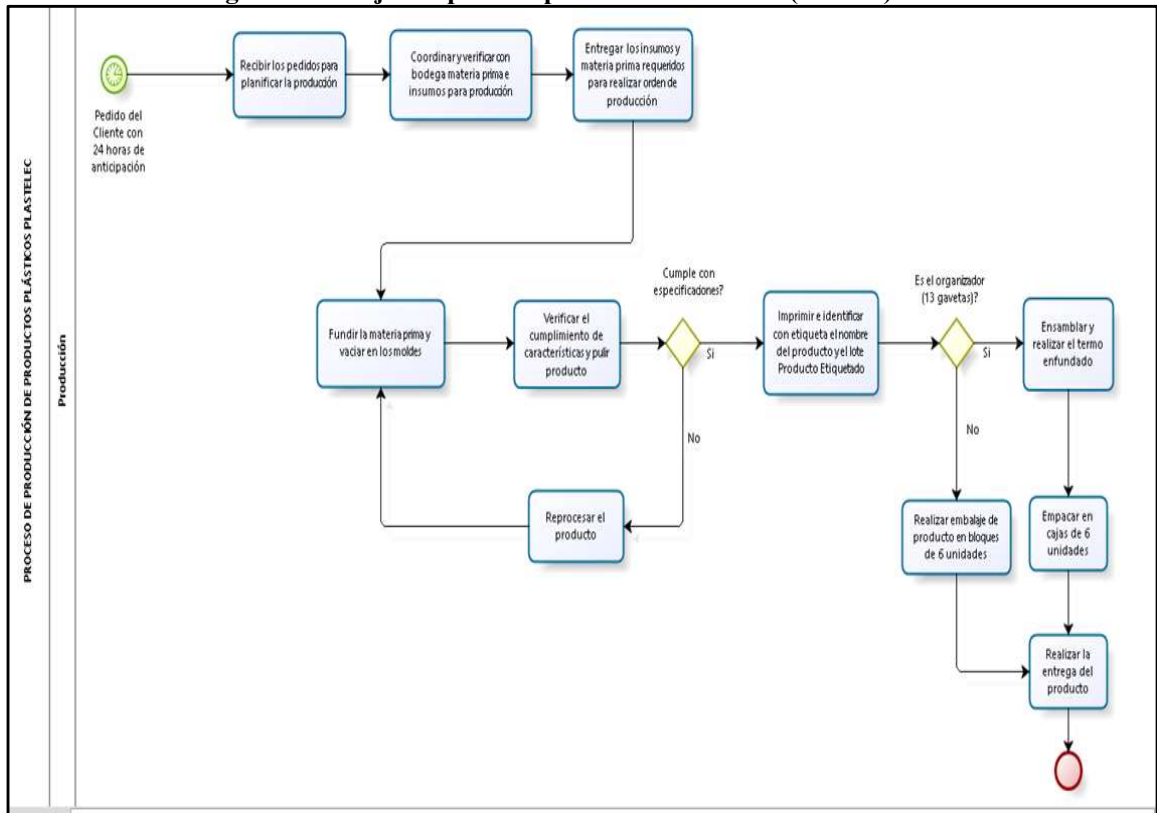 PROCESO DE PRODUCCIÓN DE PRODUCTOS PLÁSTICOS PLASTELEC
Producción
Pedido del
Cliente con
24 horas de
anticipación
Recibir los pedidos para
planificar la producción
Coordinar y verificar con
bodega materia prima e
insumos para producción
Entregar los insumos y
materia prima requeridos
para realizar orden de
producción
Fundir la materia prima y
vaciar en los moldes
Verificar el
cumplimiento de
características y pulir
producto
Cumple con
especificaciones?
Si
No
Reprocesar el
producto
Imprimir e identificar
con etiqueta el nombre
del producto y el lote
Producto Etiquetado
Es el organizador
(13 gavetas)?
Si
No
Ensamblar y
realizar el termo
enfundado
Realizar embalaje de
producto en bloques
de 6 unidades
Empacar en
cajas de 6
unidades
Realizar la
entrega del
producto